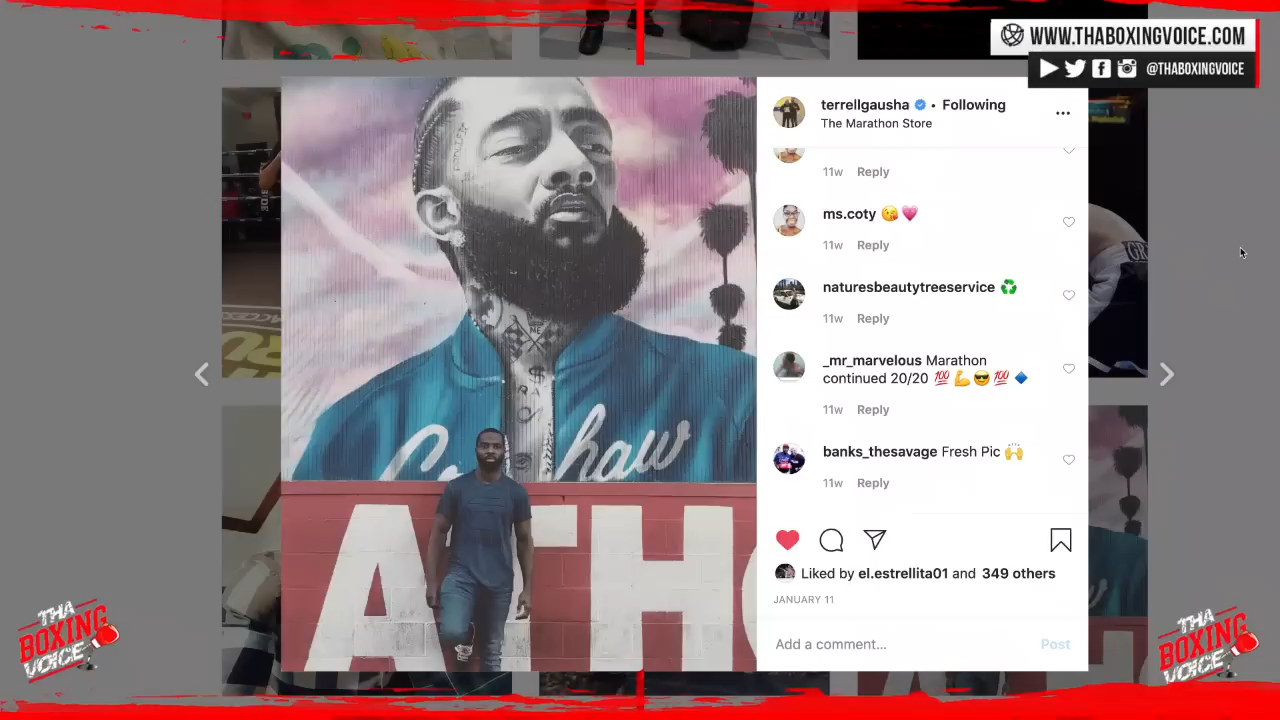 WWW.THABOXINGVOICE.COM
@THABOXINGVOICE
terrellgausha • Following
The Marathon Store
11w Reply
ms.coty 😘 💗
11w Reply
naturesbeautytreeservice ♻️
11w Reply
_mr_marvelous Marathon
continued 20/20 💯 💪 😎 💯 🔹
11w Reply
banks_thesavage Fresh Pic 🙌
11w Reply
Liked by el.estrellita01 and 349 others
JANUARY 11
Add a comment... Post
ATH
THA
BOXING
VOICE
THA
BOXING
VOICE